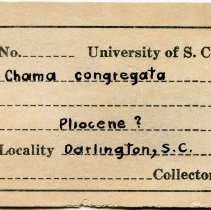 No. University of S. C
Chama congregata
Pliocene ?
Locality Darlington, S.C.
Collector